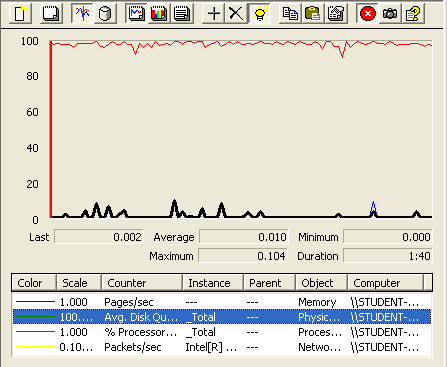 100
80
60
40
20
0
Last 0.002 Average 0.010 Minimum 0.000
Maximum 0.104 Duration 1:40
Color Scale Counter Instance Parent Object Computer
1.000 Pages/sec --- --- Memory \\STUDENT-...
100.... Avg. Disk Qu... _Total --- Physic... \\STUDENT-...
1.000 % Processor... _Total --- Proces... \\STUDENT-...
0.10... Packets/sec Intel[R] ... --- Netwo... \\STUDENT-...